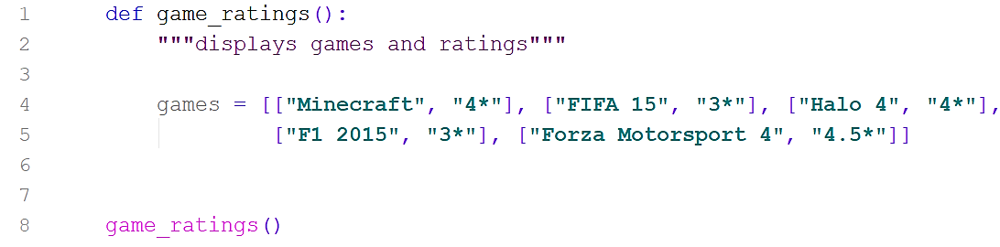 1 def game_ratings():
2 """displays games and ratings"""
3
4 games = [["Minecraft", "4*"], ["FIFA 15", "3*"], ["Halo 4", "4*"],
5 ["F1 2015", "3*"], ["Forza Motorsport 4", "4.5*"]]
6
7
8 game_ratings()